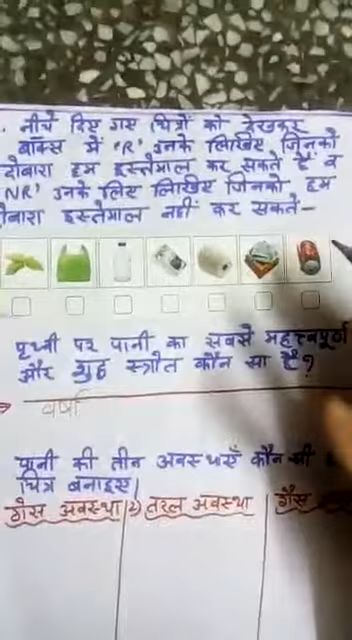 नीचे दिए गए चित्रों को देखकर
बॉक्स में 'R' उनके लिखिए जिनको
दोबारा हम इस्तेमाल कर सकते हैं व
'NR' उनके लिए लिखिए जिनको हम
दोबारा इस्तेमाल नहीं कर सकते-
पृथ्वी पर पानी का सबसे महत्वपूर्ण
और शुद्ध स्त्रोत कौन सा है?
वर्षा
पानी की तीन अवस्थाएँ कौन सी
चित्र बनाइए
ठोस अवस्था 2) तरल अवस्था गैस